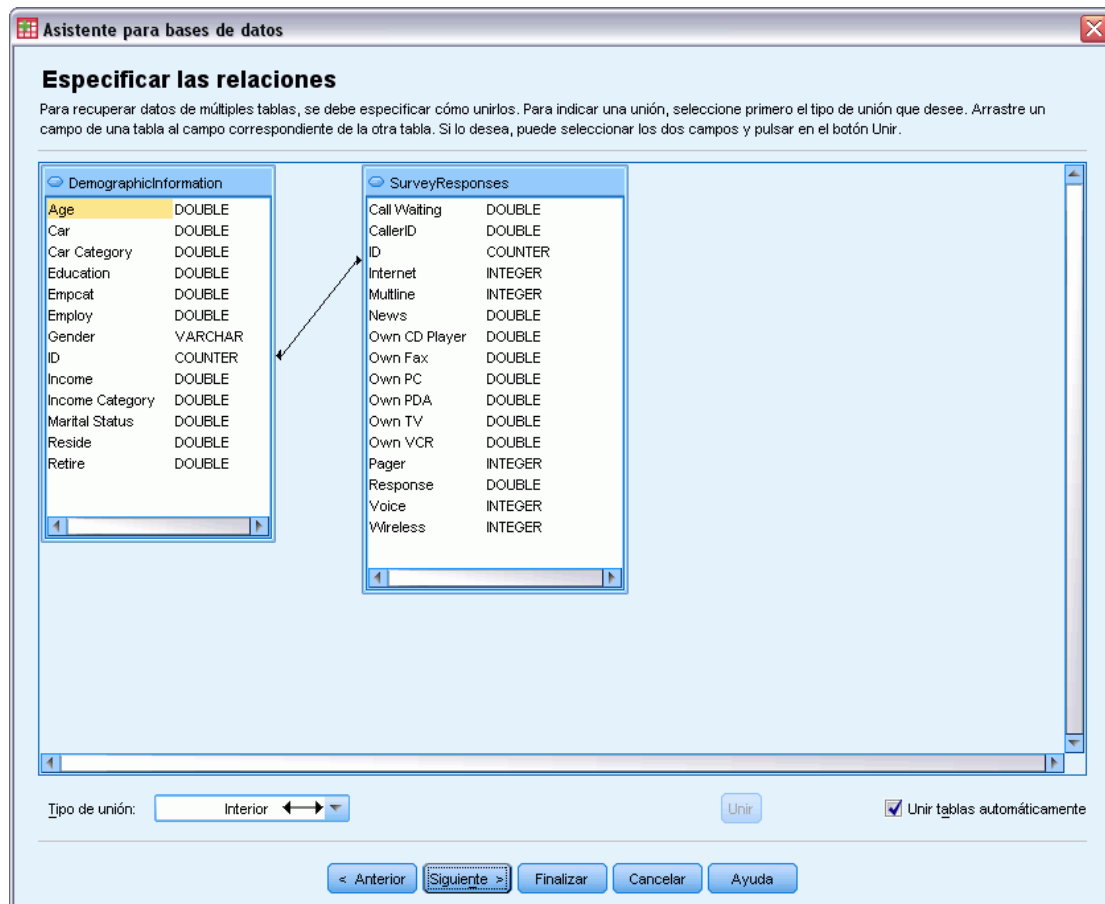 Asistente para bases de datos
Especificar las relaciones
Para recuperar datos de múltiples tablas, se debe especificar cómo unirlos. Para indicar una unión, seleccione primero el tipo de unión que desee. Arrastre un
campo de una tabla al campo correspondiente de la otra tabla. Si lo desea, puede seleccionar los dos campos y pulsar en el botón Unir.
DemographicInformation
Age DOUBLE
Car DOUBLE
Car Category DOUBLE
Education DOUBLE
Empcat DOUBLE
Employ DOUBLE
Gender VARCHAR
ID COUNTER
Income DOUBLE
Income Category DOUBLE
Marital Status DOUBLE
Reside DOUBLE
Retire DOUBLE
SurveyResponses
Call Waiting DOUBLE
CallerID DOUBLE
ID COUNTER
Internet INTEGER
Multline INTEGER
News DOUBLE
Own CD Player DOUBLE
Own Fax DOUBLE
Own PC DOUBLE
Own PDA DOUBLE
Own TV DOUBLE
Own VCR DOUBLE
Pager INTEGER
Response DOUBLE
Voice INTEGER
Wireless INTEGER
Tipo de unión: Interior Unir Unir tablas automáticamente
< Anterior Siguiente > Finalizar Cancelar Ayuda